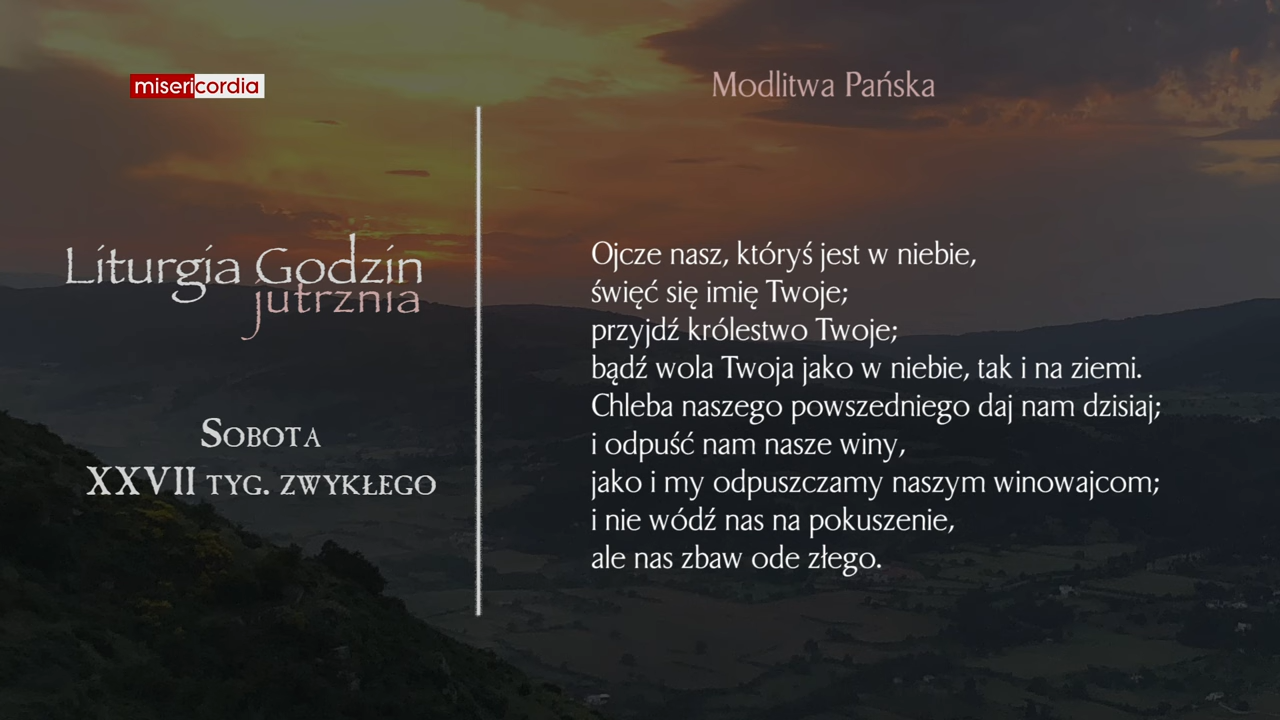 misericordia
Liturgia Godzin
jutrznia
Sobota
XXVII tyg. zwykłego
Modlitwa Pańska
Ojcze nasz, któryś jest w niebie,
święć się imię Twoje;
przyjdź królestwo Twoje;
bądź wola Twoja jako w niebie, tak i na ziemi.
Chleba naszego powszedniego daj nam dzisiaj;
i odpuść nam nasze winy,
jako i my odpuszczamy naszym winowajcom;
i nie wódź nas na pokuszenie,
ale nas zbaw ode złego.